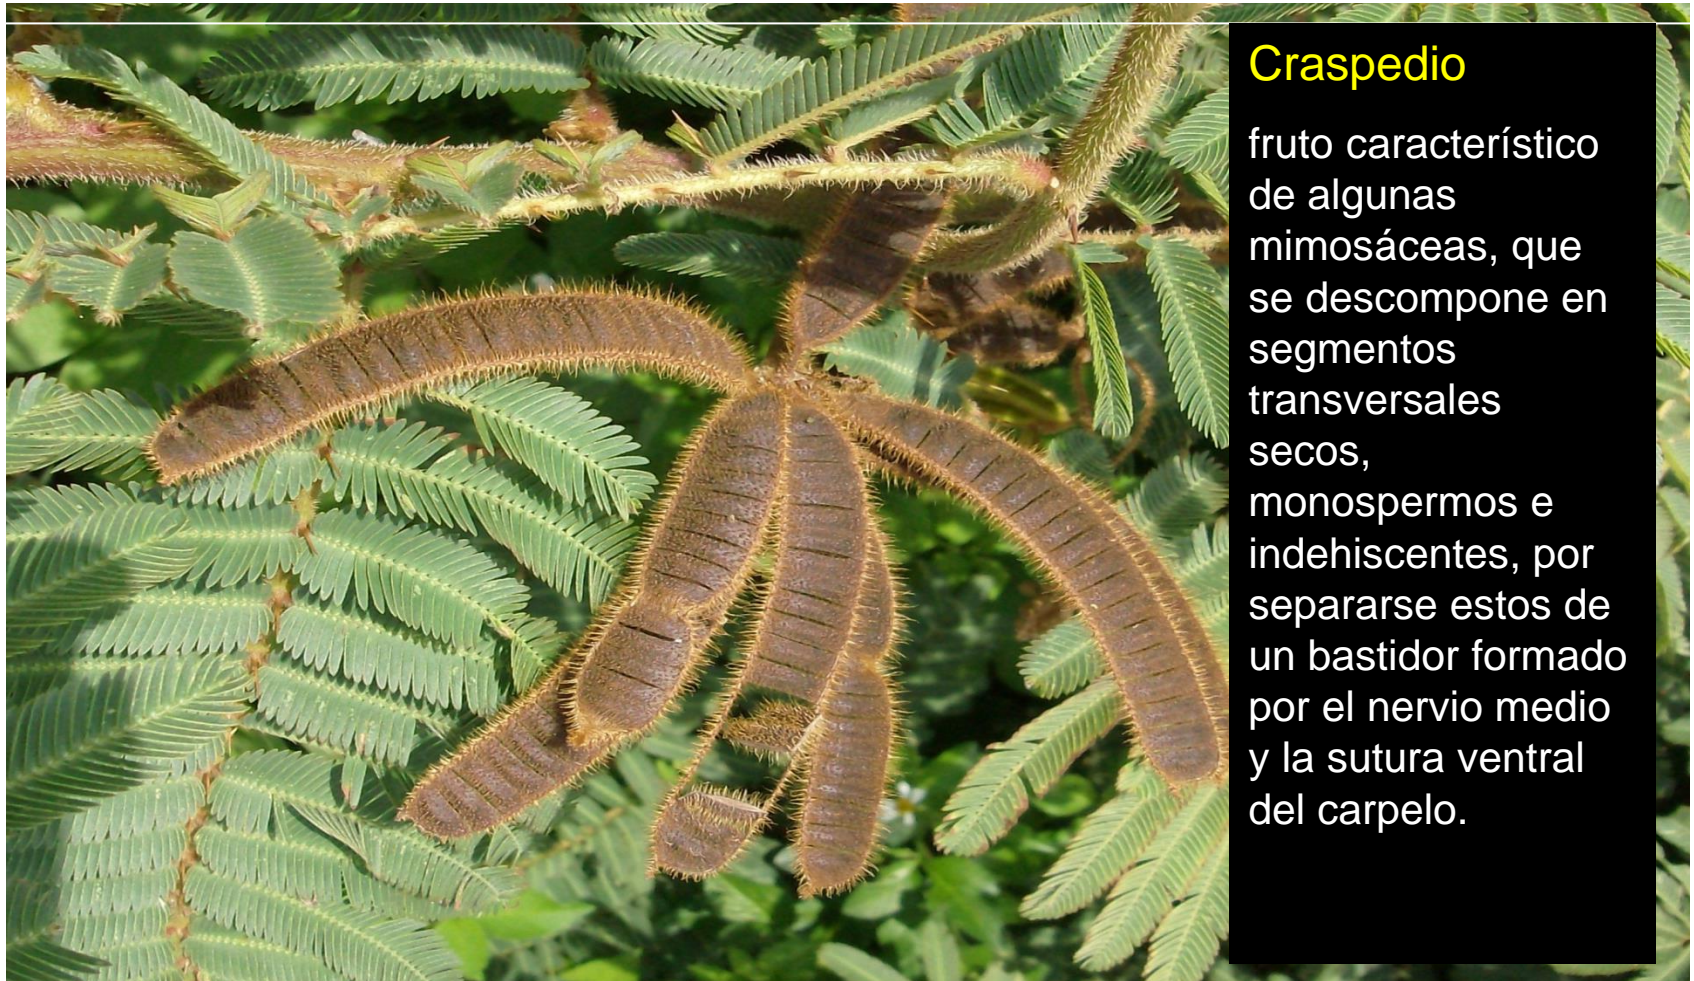 Craspedio
fruto característico
de algunas
mimosáceas, que
se descompone en
segmentos
transversales
secos,
monospermos e
indehiscentes, por
separarse estos de
un bastidor formado
por el nervio medio
y la sutura ventral
del carpelo.